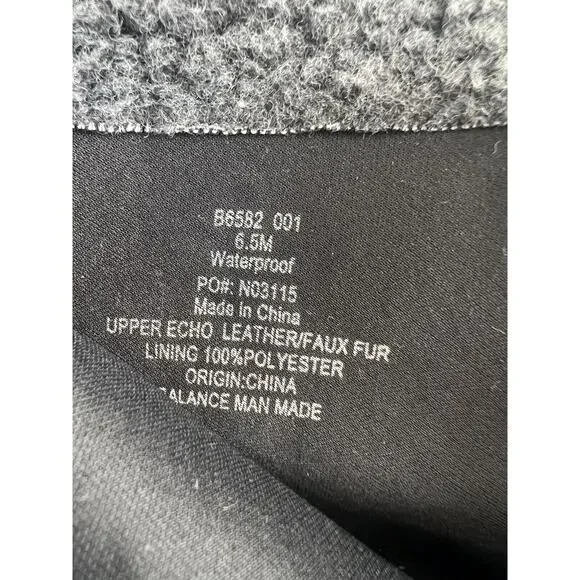 B6582 001
6.5M
Waterproof
PO#: N03115
Made in China
UPPER ECHO LEATHER/FAUX FUR
LINING 100%POLYESTER
ORIGIN:CHINA
ALANCE MAN MADE